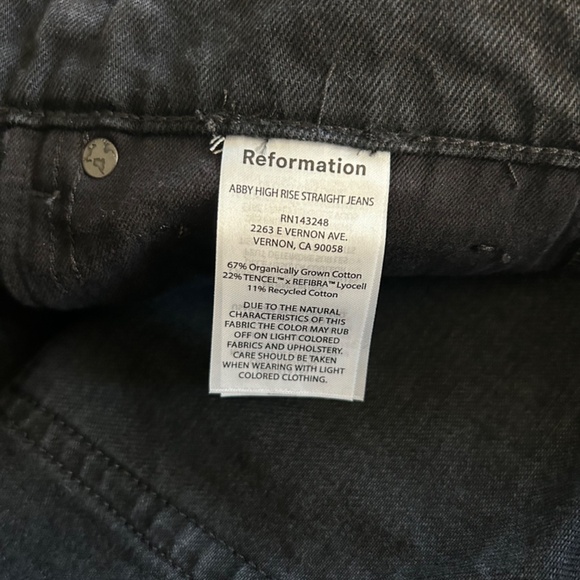 Reformation
ABBY HIGH RISE STRAIGHT JEANS
RN143248
2263 E VERNON AVE.
VERNON, CA 90058
67% Organically Grown Cotton
22% TENCEL™ x REFIBRA™ Lyocell
11% Recycled Cotton
DUE TO THE NATURAL
CHARACTERISTICS OF THIS
FABRIC THE COLOR MAY RUB
OFF ON LIGHT COLORED
FABRICS AND UPHOLSTERY.
CARE SHOULD BE TAKEN
WHEN WEARING WITH LIGHT
COLORED CLOTHING.